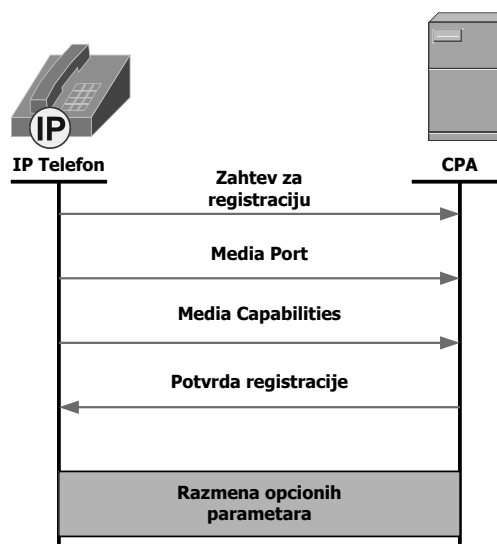 IP
IP Telefon
CPA
Zahtev za
registraciju
Media Port
Media Capabilities
Potvrda registracije
Razmena opcionih
parametara